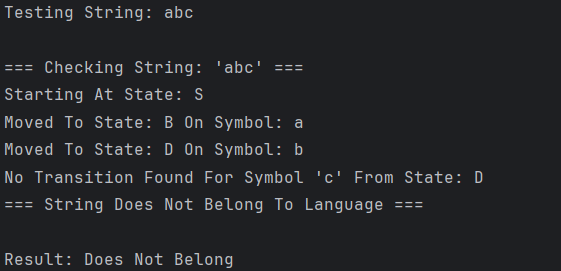 Testing String: abc
=== Checking String: 'abc' ===
Starting At State: S
Moved To State: B On Symbol: a
Moved To State: D On Symbol: b
No Transition Found For Symbol 'c' From State: D
=== String Does Not Belong To Language ===
Result: Does Not Belong